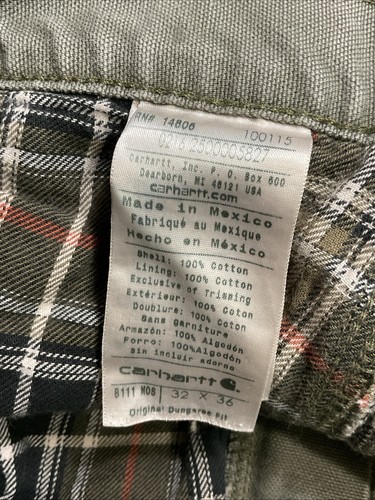 RN# 14806 100115
Carhartt, Inc. P. O. Box 600
Dearborn, MI 48121 USA
carhartt.com
Made in Mexico
Fabriqué au Mexique
Hecho en México
Shell: 100% Cotton
Lining: 100% Cotton
Exclusive of Trimming
Extérieur: 100% Coton
Doublure: 100% Coton
Sans garniture
Armazón: 100% Algodón
Forro: 100%Algodón
Sin incluir adorno
carhartt
B111 MOS 32 X 36
Original Dungaree Fit